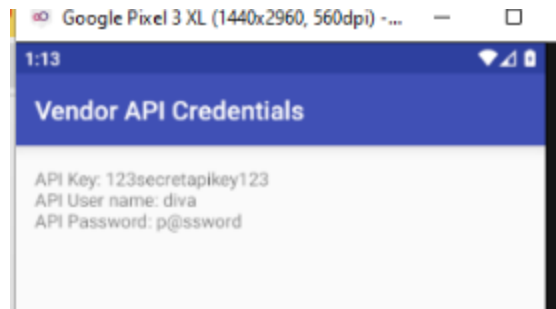 Google Pixel 3 XL (1440x2960, 560dpi) -...
1:13
Vendor API Credentials
API Key: 123secretapikey123
API User name: diva
API Password: p@ssword